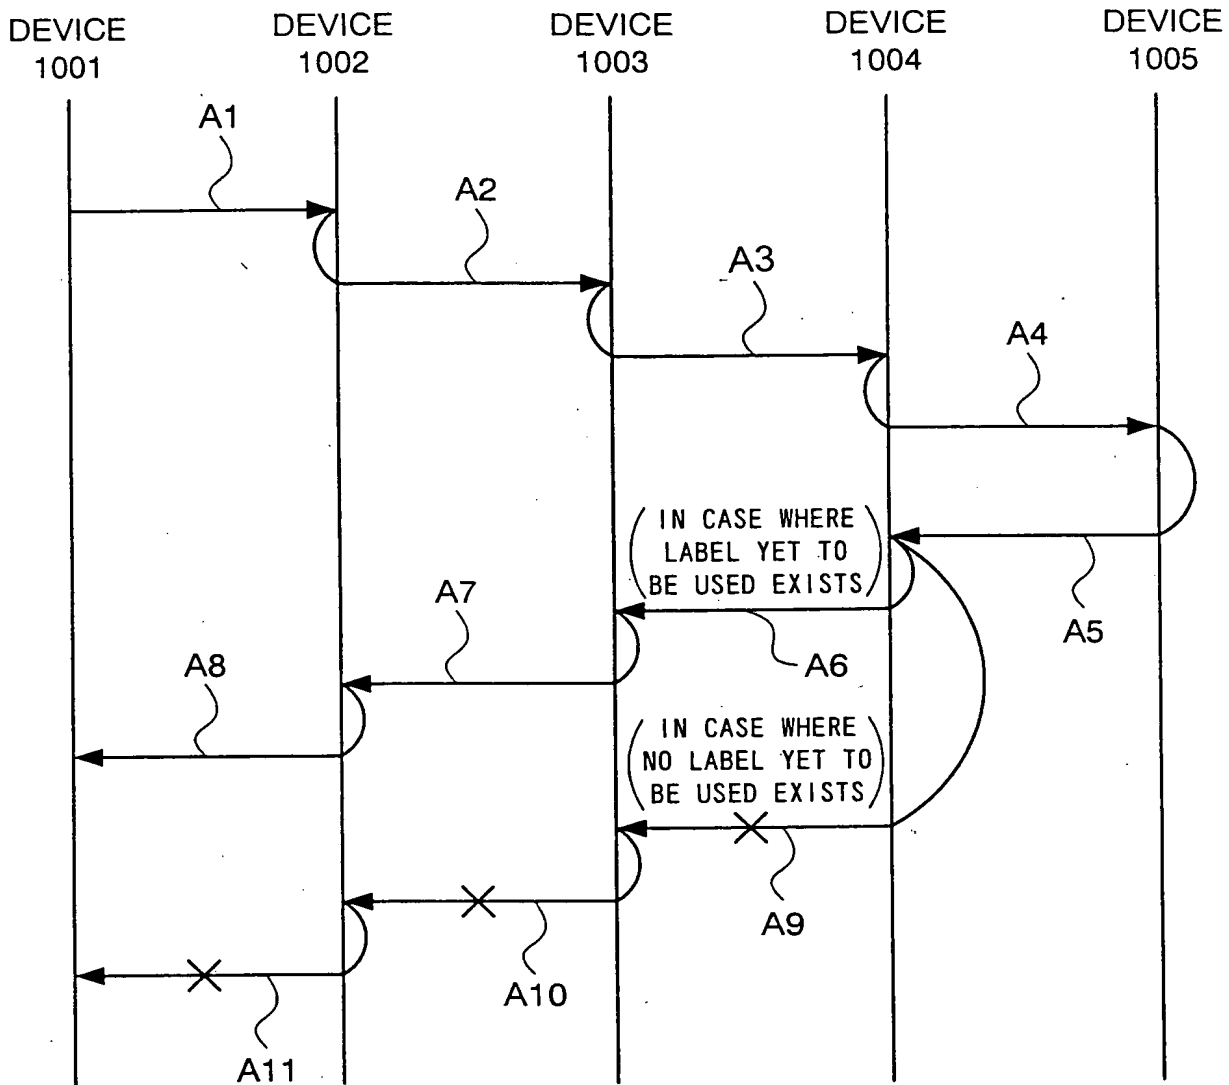 DEVICE
1001
DEVICE
1002
DEVICE
1003
DEVICE
1004
DEVICE
1005
A1
A2
A3
A4
(IN CASE WHERE
LABEL YET TO
BE USED EXISTS)
A5
A6
A7
A8
(IN CASE WHERE
NO LABEL YET TO
BE USED EXISTS)
A9
A10
A11